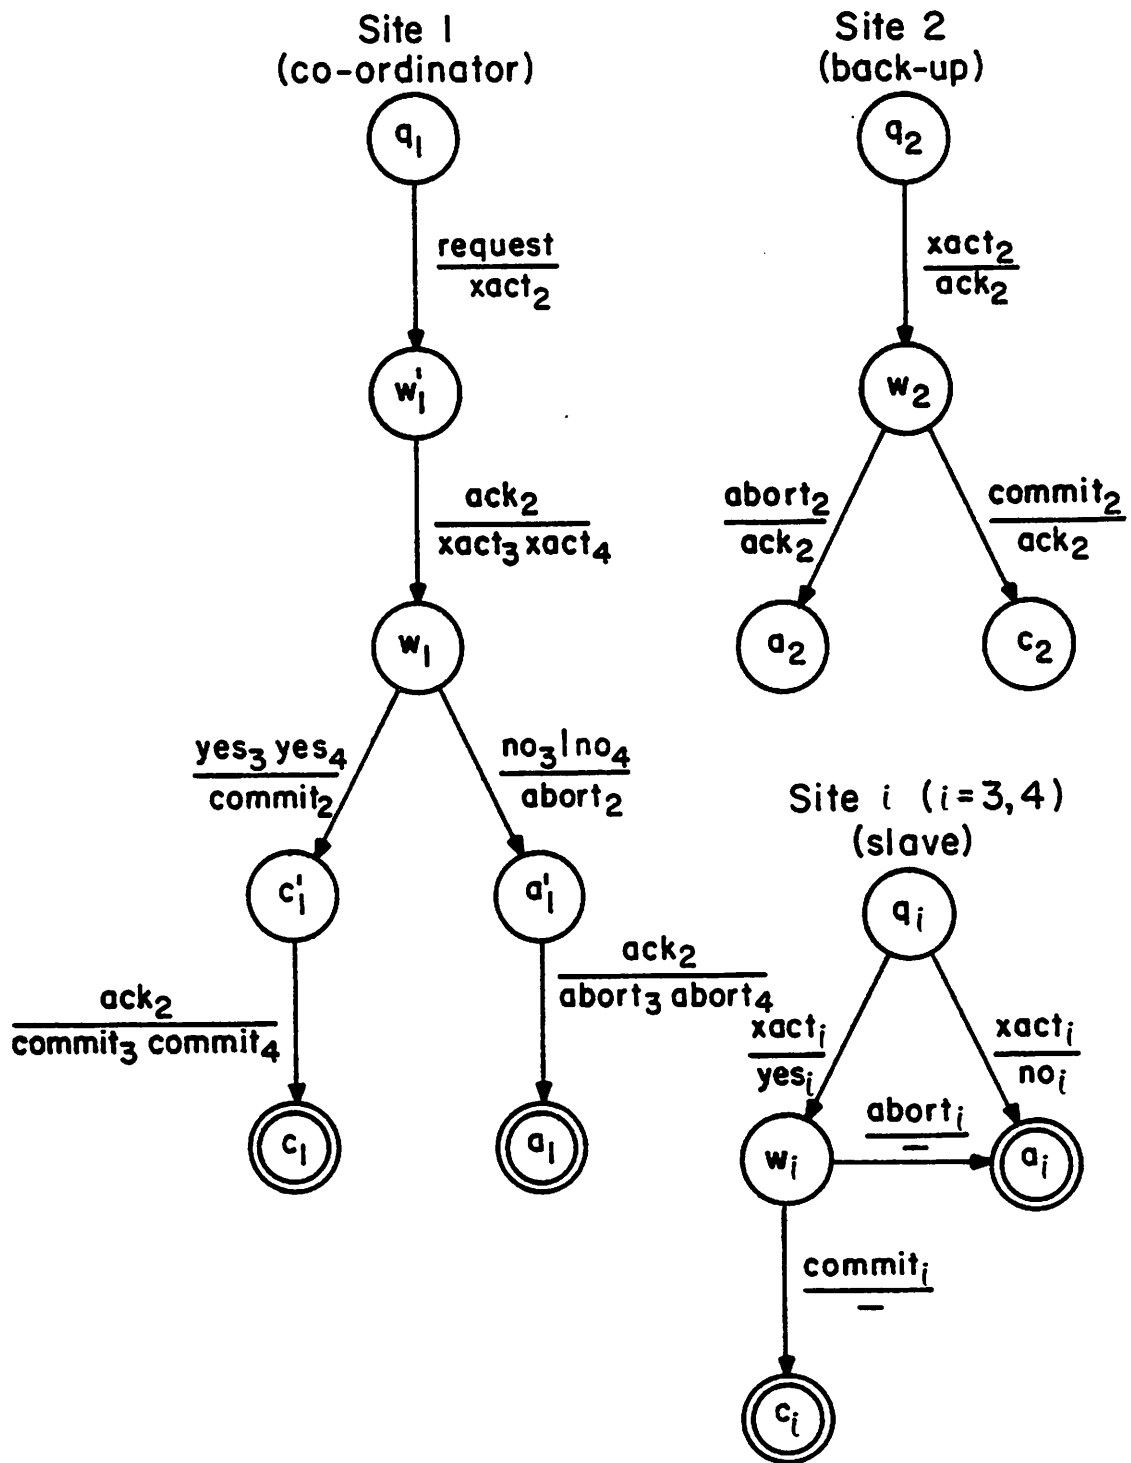 Site 1
(co-ordinator)
q1
request
xact2
w'1
ack2
xact3 xact4
w1
yes3 yes4
commit2
no3|no4
abort2
c'1
a'1
ack2
commit3 commit4
ack2
abort3 abort4
c1
a1
Site 2
(back-up)
q2
xact2
ack2
w2
abort2
ack2
commit2
ack2
a2
c2
Site i (i=3,4)
(slave)
qi
xacti
yesi
xacti
noi
wi
aborti
–
ai
commiti
–
ci